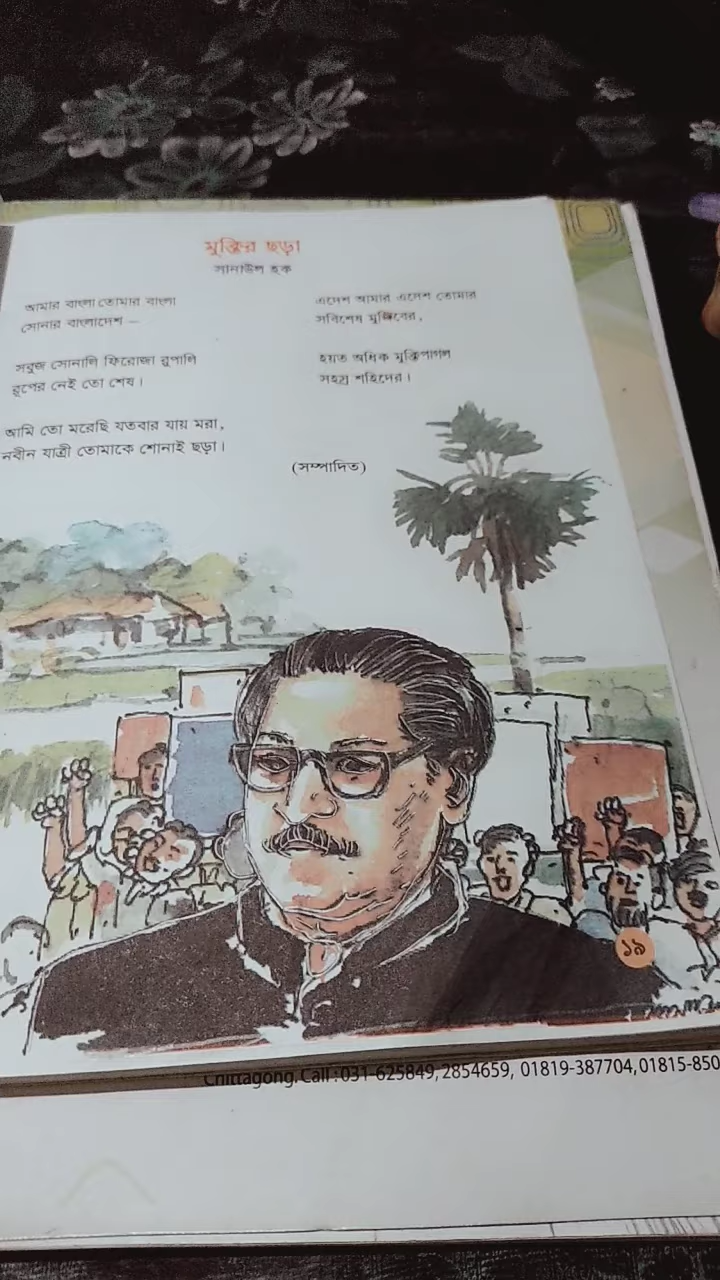 মুক্তির ছড়া
সানাউল হক
আমার বাংলা তোমার বাংলা
সোনার বাংলাদেশ –
সবুজ সোনালি ফিরোজা রুপালি
রূপের নেই তো শেষ।
আমি তো মরেছি যতবার যায় মরা,
নবীন যাত্রী তোমাকে শোনাই ছড়া।
এদেশ আমার এদেশ তোমার
সবিশেষ মুজিবের,
হয়ত অধিক মুক্তিপাগল
সহস্র শহিদের।
(সম্পাদিত)
১৯
Chittagong. Call : 031-625849, 2854659, 01819-387704, 01815-850